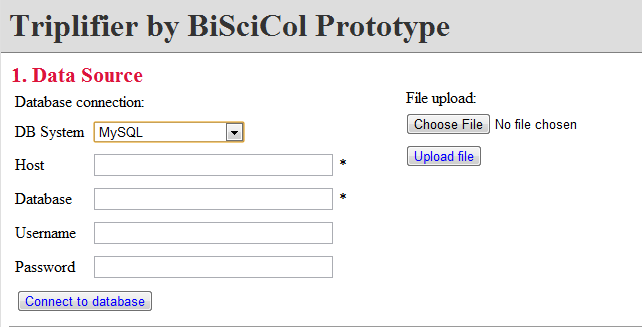 Triplifier by BiSciCol Prototype
1. Data Source
Database connection:
DB System MySQL
Host *
Database *
Username
Password
Connect to database
File upload:
Choose File No file chosen
Upload file